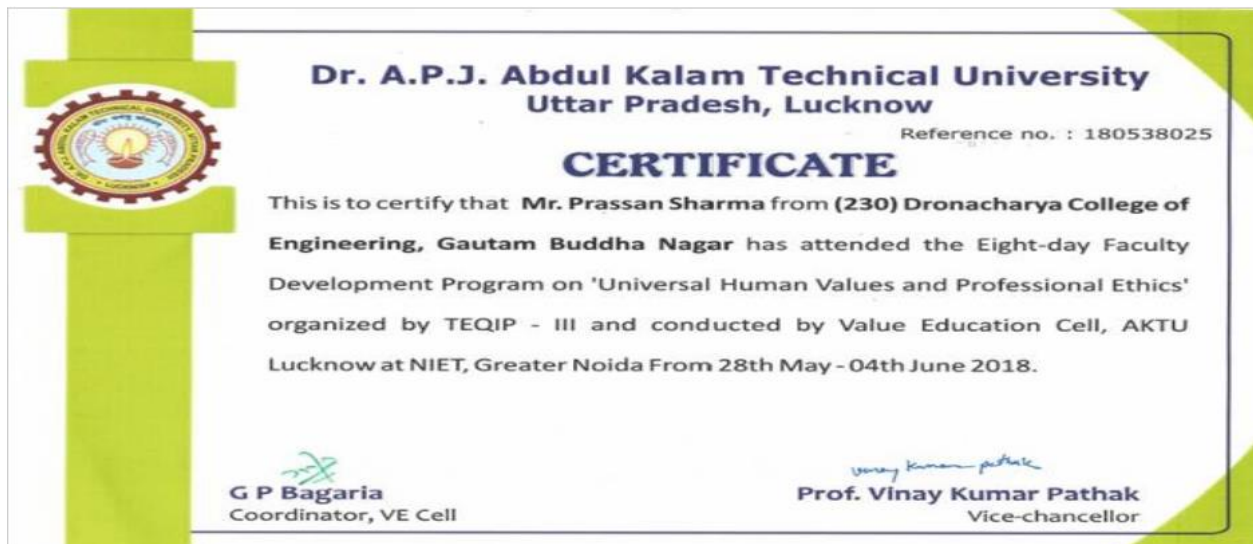 Dr. A.P.J. Abdul Kalam Technical University
Uttar Pradesh, Lucknow
Reference no. : 180538025
CERTIFICATE
This is to certify that Mr. Prassan Sharma from (230) Dronacharya College of
Engineering, Gautam Buddha Nagar has attended the Eight-day Faculty
Development Program on 'Universal Human Values and Professional Ethics'
organized by TEQIP - III and conducted by Value Education Cell, AKTU
Lucknow at NIET, Greater Noida From 28th May - 04th June 2018.
vinay kumar pathak
G P Bagaria
Coordinator, VE Cell
Prof. Vinay Kumar Pathak
Vice-chancellor